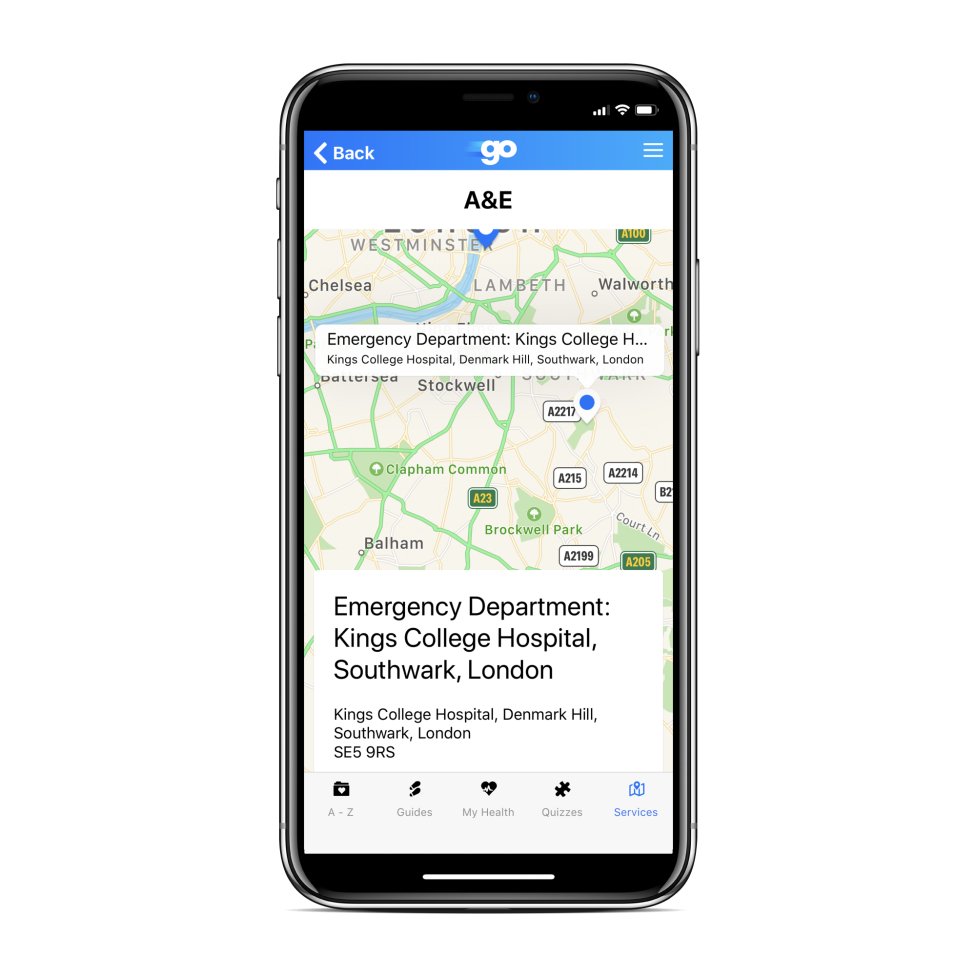 Back
go
A&E
WESTMINSTER
A100
Chelsea
LAMBETH
Walworth
Emergency Department: Kings College H...
Kings College Hospital, Denmark Hill, Southwark, London
Battersea
Stockwell
A2217
Clapham Common
A215
A2214
A23
Brockwell Park
Court Ln
Balham
A2199
A205
Emergency Department:
Kings College Hospital,
Southwark, London
Kings College Hospital, Denmark Hill,
Southwark, London
SE5 9RS
A - Z
Guides
My Health
Quizzes
Services